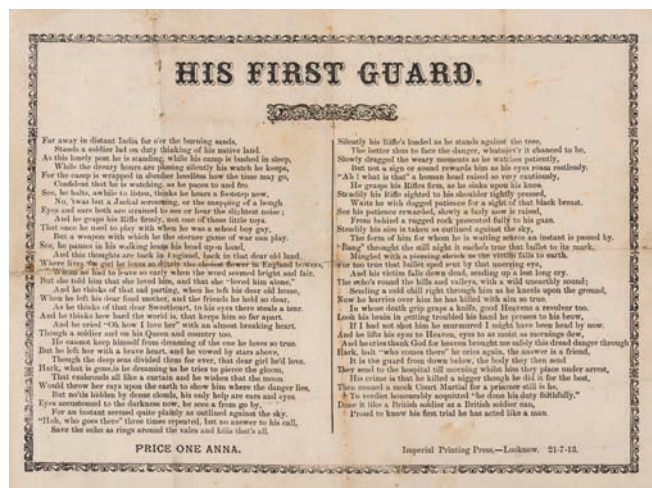 HIS FIRST GUARD.
Far away in distant India far o'er the burning sands,
Stands a soldier lad on duty thinking of his native land.
As this lonely post he is standing, while his camp is hushed in sleep,
While the dreary hours are passing silently his watch he keeps,
For the camp is wrapped in slumber heedless how the time may go,
Confident that he is watching, as he paces to and fro
See, he halts, awhile to listen, thinks he hears a footstep now,
No, 'twas but a Jackal screaming, or the snapping of a bough
Eyes and ears both are strained to see or hear the slightest noise;
And he grasps his Rifle firmly, not one of those little toys.
That once he used to play with when he was a school boy gay,
But a weapon with which the sterner game of war can play.
See, he pauses in his walking leans his head upon hand,
And this thoughts are back in England, back in that dear old land.
Where lives the girl he loves so dearly the choicest flower in England bowers,
Whom he had to leave so early when the word seemed bright and fair.
But she told him that she loved him, and that she "loved him alone,"
And he thinks of that sad parting, when he left his dear old home,
When he left his dear fond mother, and the friends he held so dear,
As he thinks of that dear Sweetheart, to his eyes there steals a tear.
And he thinks how hard the world is, that keeps him so far apart.
And he cried "Oh how I love her" with an almost breaking heart.
Though a soldier and on his Queen and country too.
He cannot keep himself from dreaming of the one he loves so true.
But he left her with a brave heart, and he vowed by stars above,
Though the deep seas divided them for ever, that dear girl he'd love.
Hark, what is gone is he dreaming as he tries to pierce the gloom,
That enshrouds all like a curtain and he wishes that the moon
Would throw her rays upon the earth to show him where the danger lies,
But no'tis hidden by dense clouds, his only help are ears and eyes.
Eyes accustomed to the darkness now, he sees a from go by,
For an instant seemed quite plainly as outlined against the sky.
"Halt, who goes there" three times repeated, but no answer to his call,
Save the echo as rings around the vales and hills that's all.
PRICE ONE ANNA.
Silently his Rifle's loaded as he stands against the tree,
The better thus to face the danger, whatsoe'r it chanced to be,
Slowly dragged the weary moments as he watches patiently,
But not a sign or sound rewards him as his eyes roam restlessly.
"Ah! what is that" a human head raised so very cautiously,
He grasps his Rifles firm, as he sinks upon his knee.
Steadily his Rifle sighted to his shoulder tightly pressed,
Waits he with dogged patience for a sight of that black breast.
See his patience rewarded, slowly a body now is raised,
From behind a rugged rock presented fully to his gaze.
Steadily his aim is taken as outlined against the sky,
The form of him for whom he is waiting scarce an instant is passed by.
"Bang" throught the still night it echo's true that bullet to its mark,
Mingled with a piercing shriek as the victim falls to earth.
For too true that bullet sped sent by that unerring eye,
And his victim falls down dead, sending up a last long cry.
The echo's round the hills and valleys, with a wild unearthly sound;
Sending a cold chill right through him as he kneels upon the ground,
Now he hurries over him he has killed with aim so true.
In whose death grip grasps a knife, good Heavens a revolver too.
Look his brain in getting troubled his hand he presses to his brow,
If I had not shot him he murmured I might have been dead by now.
And he lifts his eyes to Heaven, eyes to as moist as mornings dew,
And he cries thank God for heaven brought me safely this dread danger through
Hark, halt "who comes there" he cries again, the answer is a friend,
It is the guard from down below, the body they then send
They send to the hospital till morning whilst him they place under arrest,
His crime is that he killed a nigger though he did it for the best,
Then ensued a mock Court Martial for a prisoner still is he,
To verdict honourably acquitted "he done his duty faithfully."
Done it like a British soldier as a British soldier can,
Proud to know his first trial he has acted like a man.
Imperial Printing Press,—Lucknow. 21-7-13.